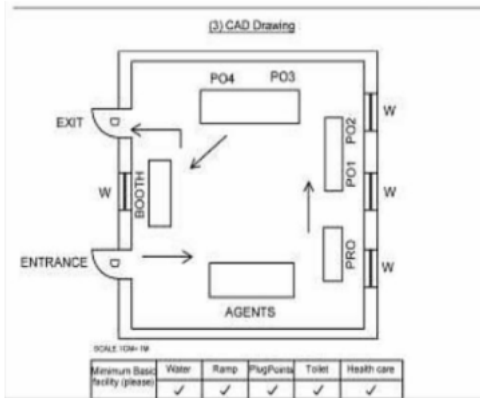 (3) CAD Drawing
PO4 PO3
EXIT
D
W
PO2
W
BOOTH
PO1
W
ENTRANCE
D
PRO
W
AGENTS
SCALE 1CM=1M
Minimum Basic facility (please) Water Ramp PlugPoints Toilet Health care
✓ ✓ ✓ ✓ ✓